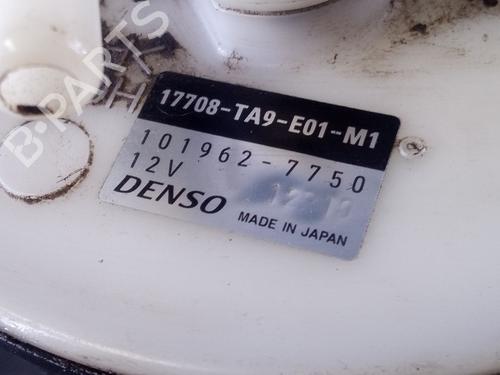 17708-TA9-E01-M1
101962-7750
12V
DENSO
MADE IN JAPAN
B-PARTS